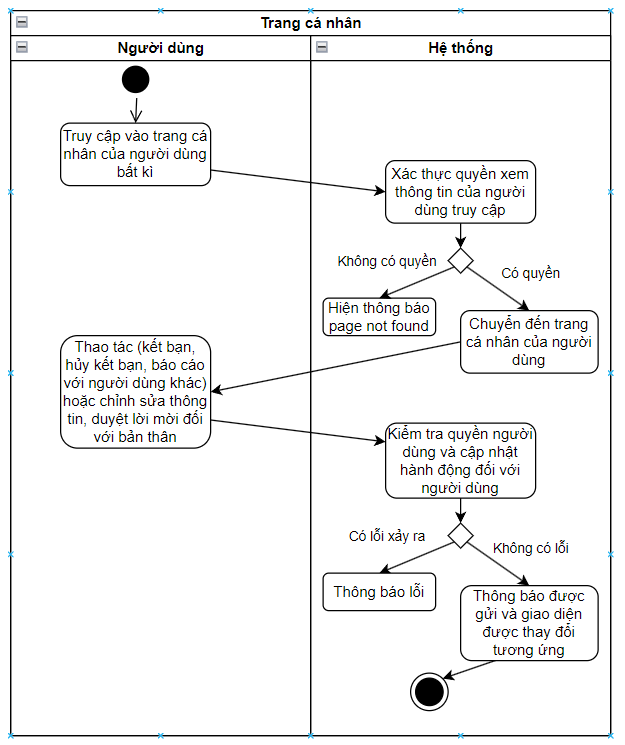 Trang cá nhân
Người dùng
Hệ thống
Truy cập vào trang cá
nhân của người dùng
bất kì
Xác thực quyền xem
thông tin của người
dùng truy cập
Không có quyền
Có quyền
Hiện thông báo
page not found
Chuyển đến trang
cá nhân của người
dùng
Thao tác (kết bạn,
hủy kết bạn, báo cáo
với người dùng khác)
hoặc chỉnh sửa thông
tin, duyệt lời mời đối
với bản thân
Kiểm tra quyền người
dùng và cập nhật
hành động đối với
người dùng
Có lỗi xảy ra
Không có lỗi
Thông báo lỗi
Thông báo được
gửi và giao diện
được thay đổi
tương ứng